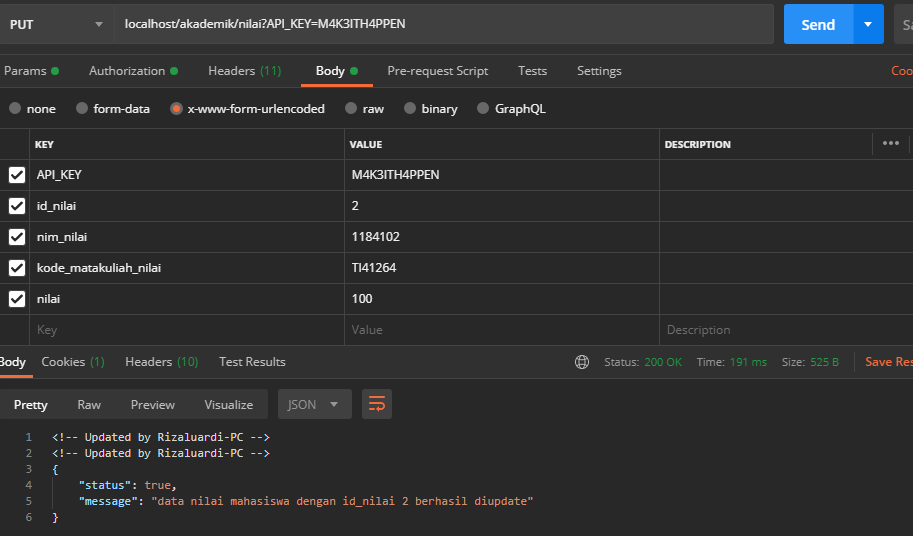 PUT localhost/akademik/nilai?API_KEY=M4K3ITH4PPEN Send Sa
Params Authorization Headers (11) Body Pre-request Script Tests Settings Coo
none form-data x-www-form-urlencoded raw binary GraphQL
KEY VALUE DESCRIPTION •••
API_KEY M4K3ITH4PPEN
id_nilai 2
nim_nilai 1184102
kode_matakuliah_nilai TI41264
nilai 100
Key Value Description
Body Cookies (1) Headers (10) Test Results Status: 200 OK Time: 191 ms Size: 525 B Save Res
Pretty Raw Preview Visualize JSON
1 <!-- Updated by Rizaluardi-PC -->
2 <!-- Updated by Rizaluardi-PC -->
3 {
4 "status": true,
5 "message": "data nilai mahasiswa dengan id_nilai 2 berhasil diupdate"
6 }